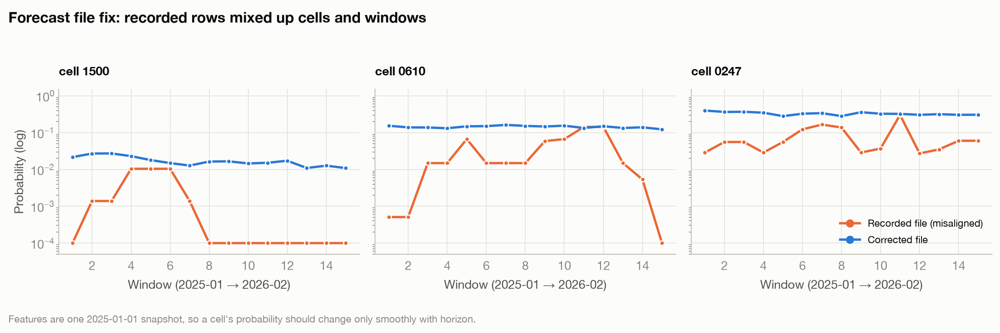 Forecast file fix: recorded rows mixed up cells and windows
cell 1500
cell 0610
cell 0247
Probability (log)
10⁰
10⁻¹
10⁻²
10⁻³
10⁻⁴
2 4 6 8 10 12 14
2 4 6 8 10 12 14
2 4 6 8 10 12 14
Window (2025-01 → 2026-02)
Window (2025-01 → 2026-02)
Window (2025-01 → 2026-02)
Recorded file (misaligned)
Corrected file
Features are one 2025-01-01 snapshot, so a cell's probability should change only smoothly with horizon.